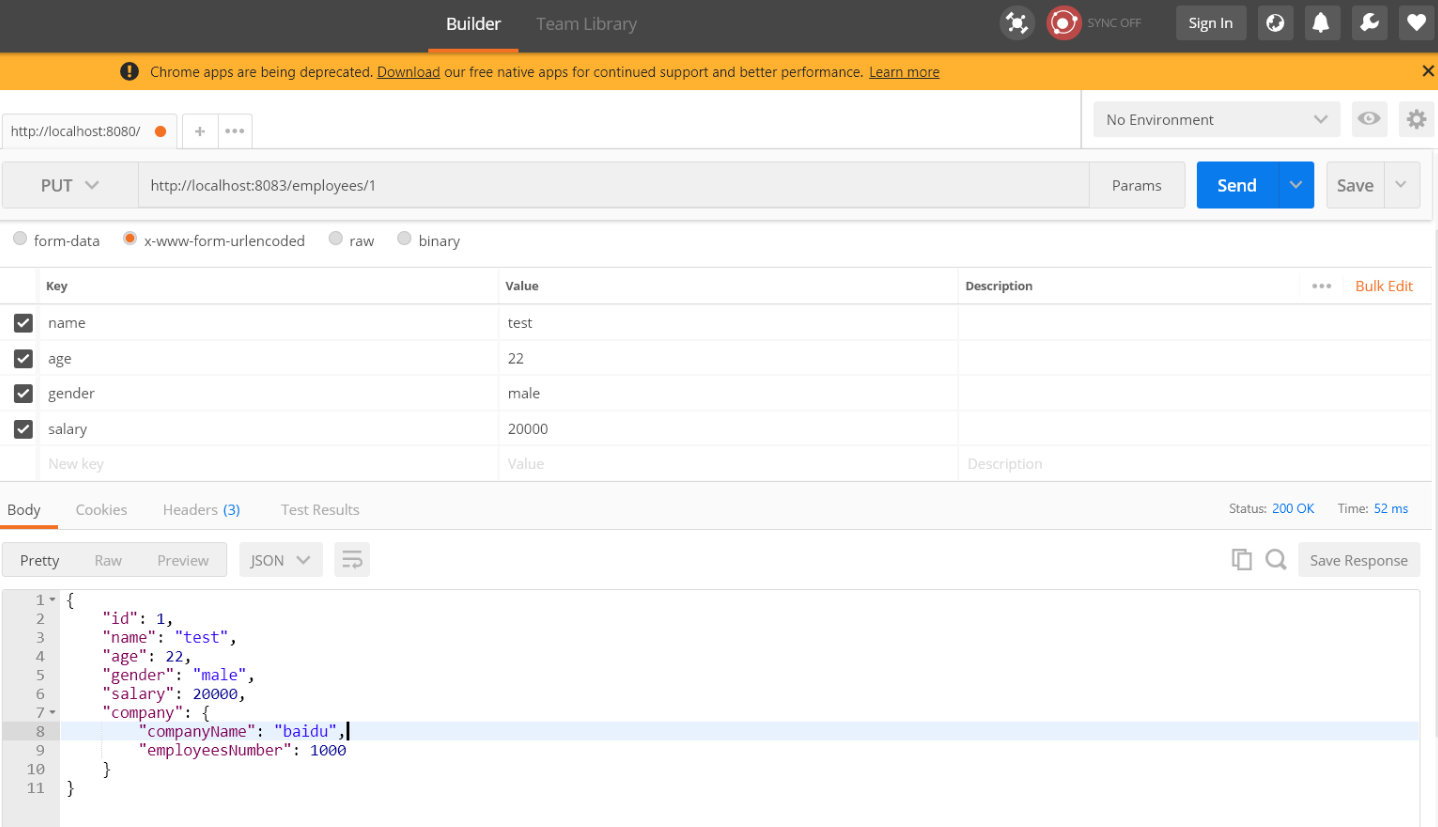 Builder Team Library SYNC OFF Sign In
Chrome apps are being deprecated. Download our free native apps for continued support and better performance. Learn more
http://localhost:8080/ + ••• No Environment
PUT http://localhost:8083/employees/1 Params Send Save
form-data x-www-form-urlencoded raw binary
Key Value Description ••• Bulk Edit
name test
age 22
gender male
salary 20000
New key Value Description
Body Cookies Headers (3) Test Results Status: 200 OK Time: 52 ms
Pretty Raw Preview JSON Save Response
1 {
2 "id": 1,
3 "name": "test",
4 "age": 22,
5 "gender": "male",
6 "salary": 20000,
7 "company": {
8 "companyName": "baidu",
9 "employeesNumber": 1000
10 }
11 }